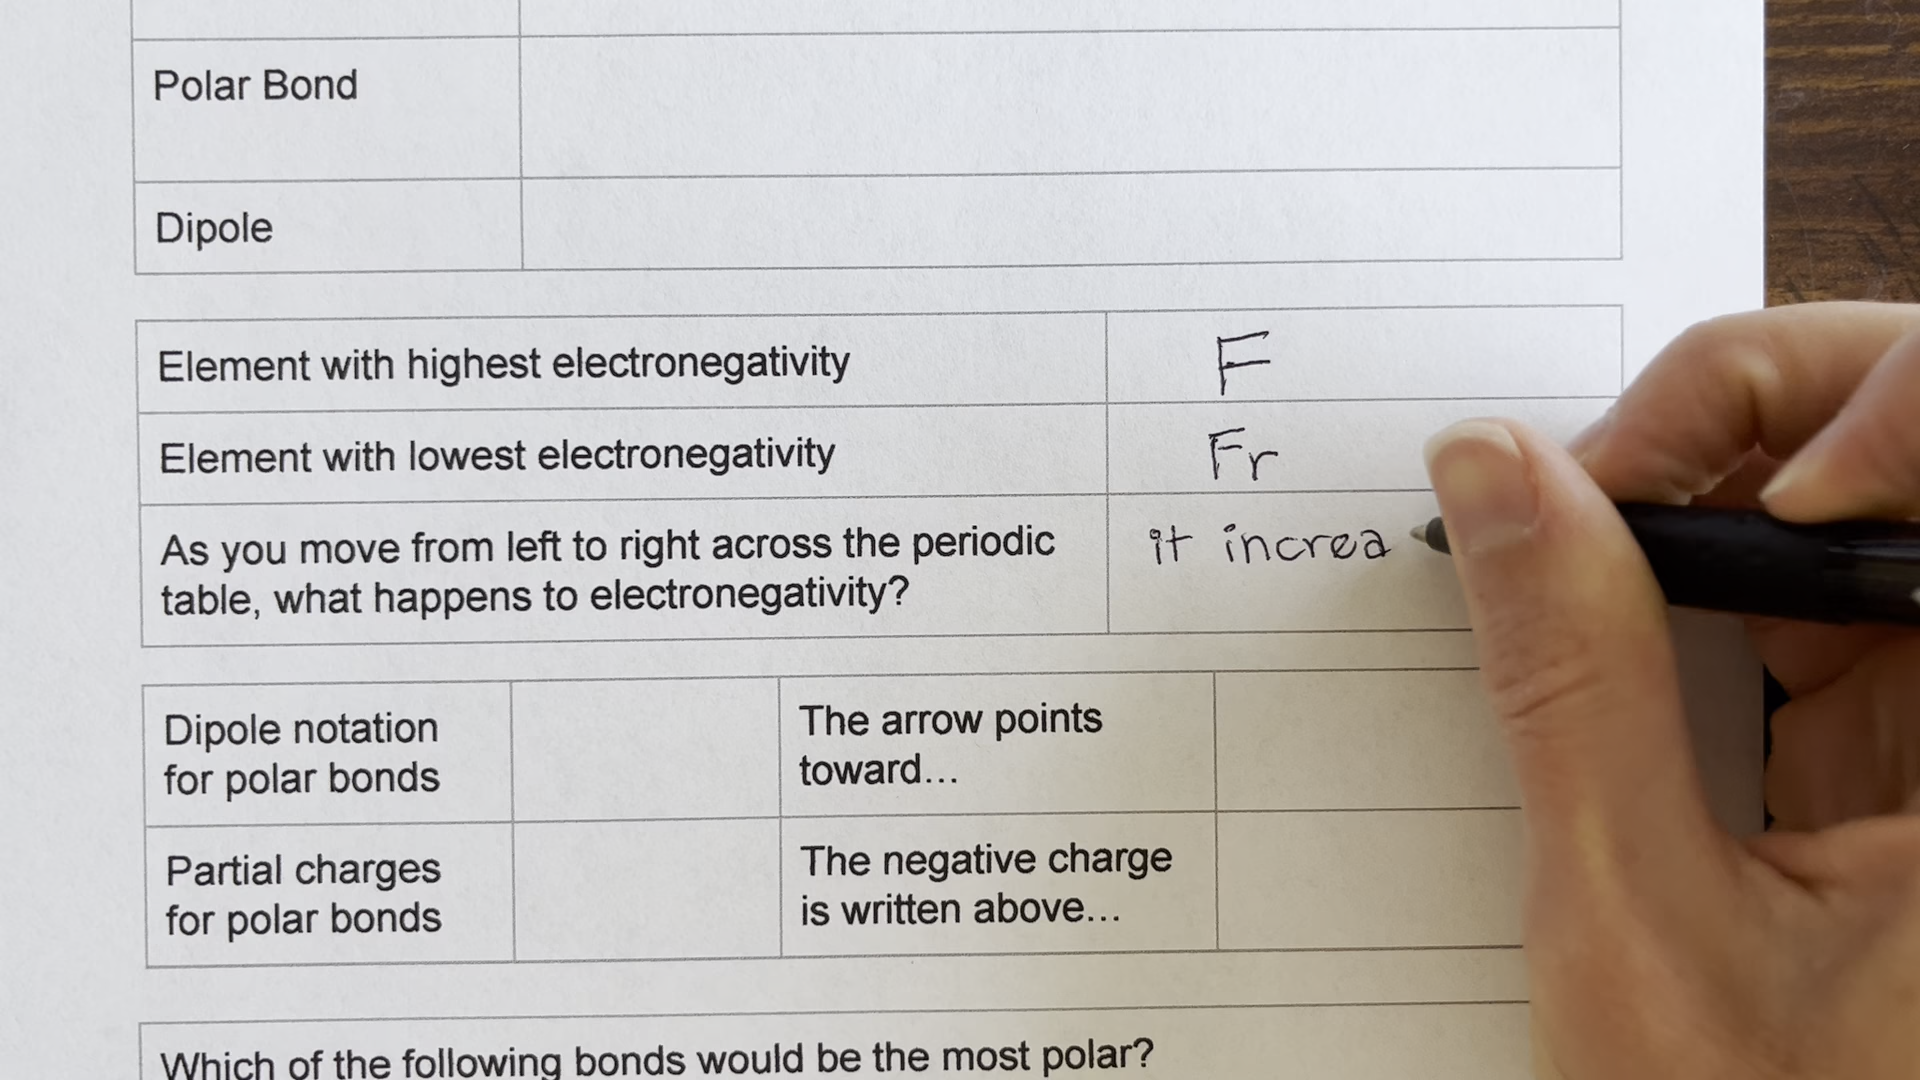 Polar Bond
Dipole
Element with highest electronegativity
F
Element with lowest electronegativity
Fr
As you move from left to right across the periodic
table, what happens to electronegativity?
it increa
Dipole notation
for polar bonds
The arrow points
toward...
Partial charges
for polar bonds
The negative charge
is written above...
Which of the following bonds would be the most polar?